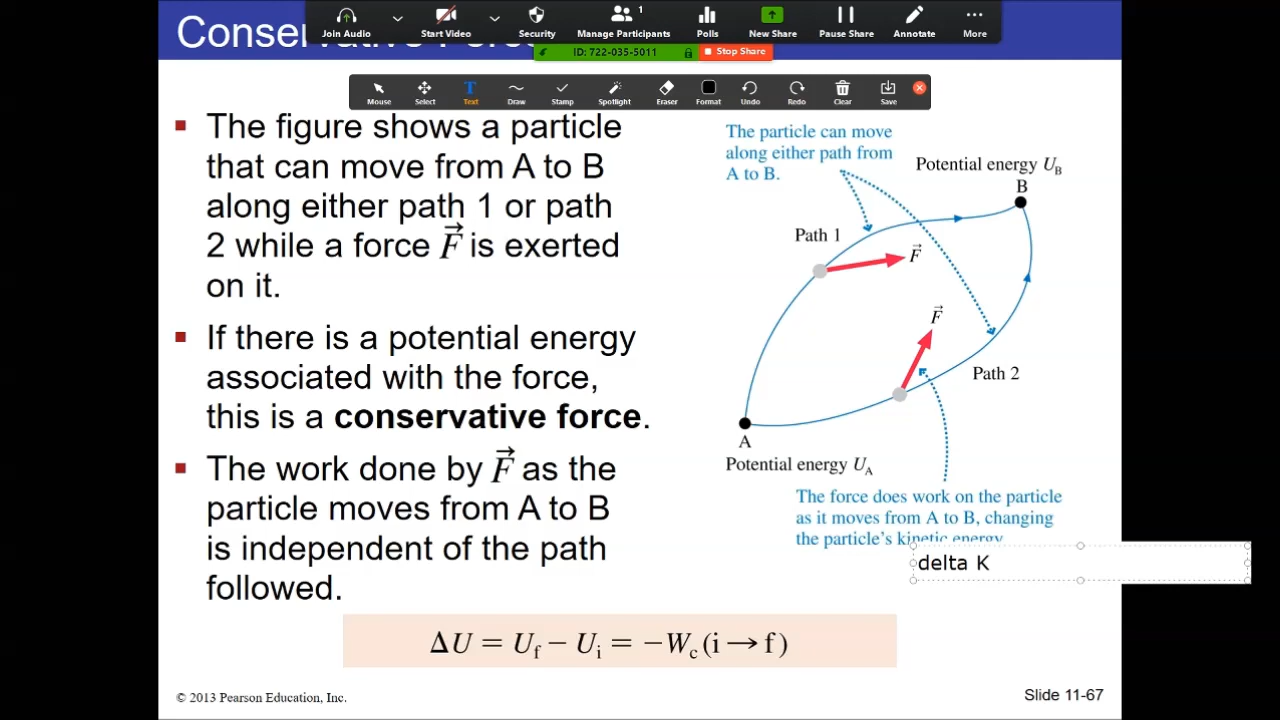 Join Audio
Start Video
Security
Manage Participants
1
Polls
New Share
Pause Share
Annotate
More
ID: 722-035-5011
Stop Share
Mouse
Select
Text
Draw
Stamp
Spotlight
Eraser
Format
Undo
Redo
Clear
Save
The figure shows a particle
that can move from A to B
along either path 1 or path
2 while a force F⃗ is exerted
on it.
If there is a potential energy
associated with the force,
this is a conservative force.
The work done by F⃗ as the
particle moves from A to B
is independent of the path
followed.
The particle can move
along either path from
A to B.
Potential energy U_B
B
Path 1
F⃗
F⃗
Path 2
A
Potential energy U_A
The force does work on the particle
as it moves from A to B, changing
the particle's kinetic energy
delta K
ΔU = U_f − U_i = −W_c (i → f)
© 2013 Pearson Education, Inc.
Slide 11-67